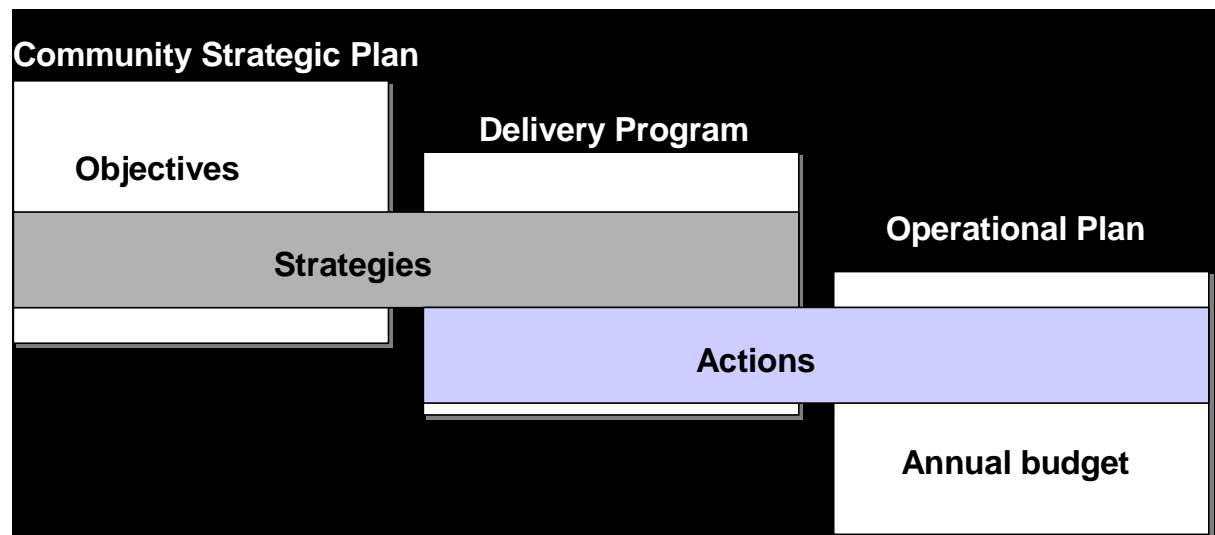 Community Strategic Plan
Delivery Program
Objectives
Operational Plan
Strategies
Actions
Annual budget